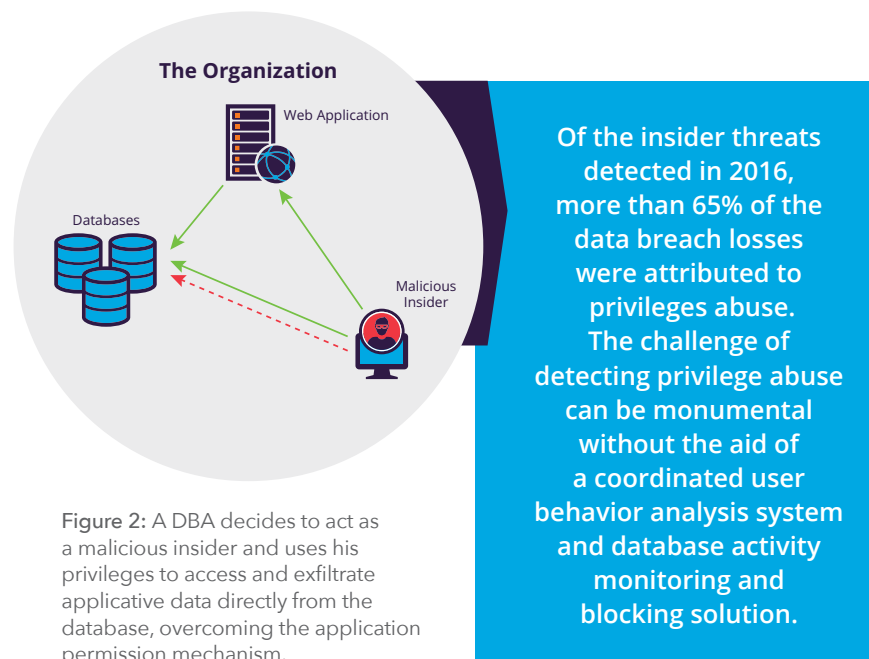 The Organization
Web Application
Databases
Malicious
Insider
Figure 2: A DBA decides to act as
a malicious insider and uses his
privileges to access and exfiltrate
applicative data directly from the
database, overcoming the application
permission mechanism.
Of the insider threats
detected in 2016,
more than 65% of the
data breach losses
were attributed to
privileges abuse.
The challenge of
detecting privilege abuse
can be monumental
without the aid of
a coordinated user
behavior analysis system
and database activity
monitoring and
blocking solution.